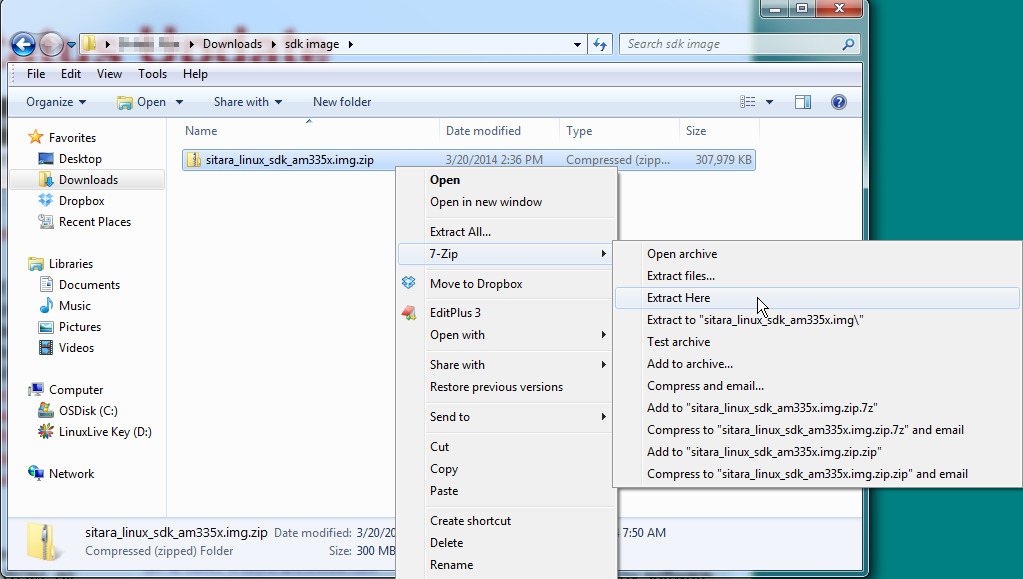 Downloads sdk image Search sdk image
File Edit View Tools Help
Organize Open Share with New folder
Name Date modified Type Size
sitara_linux_sdk_am335x.img.zip 3/20/2014 2:36 PM Compressed (zipp... 307,979 KB
Favorites
Desktop
Downloads
Dropbox
Recent Places
Libraries
Documents
Music
Pictures
Videos
Computer
OSDisk (C:)
LinuxLive Key (D:)
Network
Open
Open in new window
Extract All...
7-Zip
Move to Dropbox
EditPlus 3
Open with
Share with
Restore previous versions
Send to
Cut
Copy
Paste
Create shortcut
Delete
Rename
Open archive
Extract files...
Extract Here
Extract to "sitara_linux_sdk_am335x.img\"
Test archive
Add to archive...
Compress and email...
Add to "sitara_linux_sdk_am335x.img.zip.7z"
Compress to "sitara_linux_sdk_am335x.img.zip.7z" and email
Add to "sitara_linux_sdk_am335x.img.zip.zip"
Compress to "sitara_linux_sdk_am335x.img.zip.zip" and email
sitara_linux_sdk_am335x.img.zip Date modified: 3/20 7:50 AM
Compressed (zipped) Folder Size: 300 MB